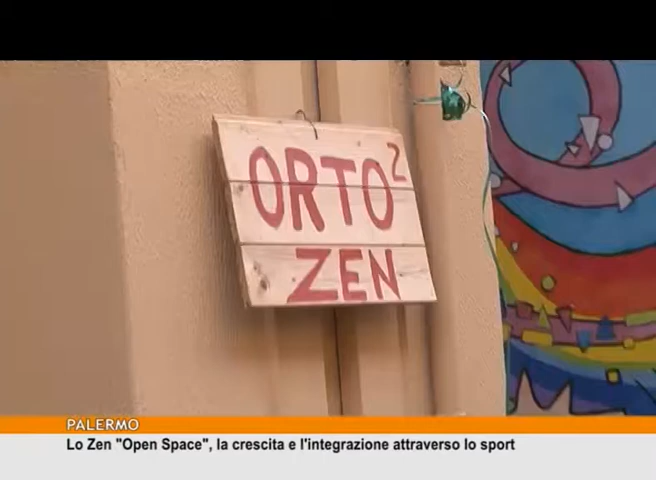 ORTO²
ZEN
PALERMO
Lo Zen "Open Space", la crescita e l'integrazione attraverso lo sport